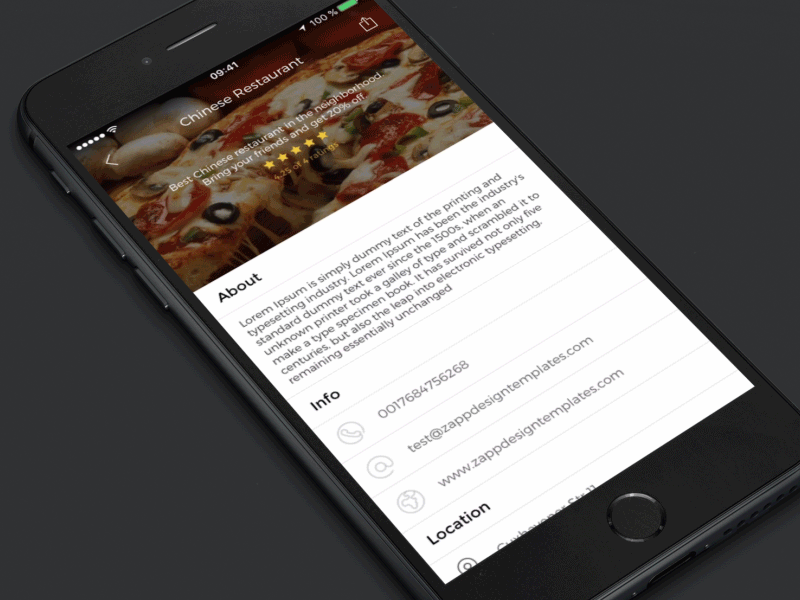 09:41
100 %
Chinese Restaurant
Best Chinese restaurant in the neighborhood
Bring your friends and get 20% off
4.25 of 4 ratings
About
Lorem Ipsum is simply dummy text of the printing and
typesetting industry. Lorem Ipsum has been the industry's
standard dummy text ever since the 1500s, when an
unknown printer took a galley of type and scrambled it to
make a type specimen book. It has survived not only five
centuries, but also the leap into electronic typesetting,
remaining essentially unchanged
Info
0017684756268
test@zappdesigntemplates.com
www.zappdesigntemplates.com
Location